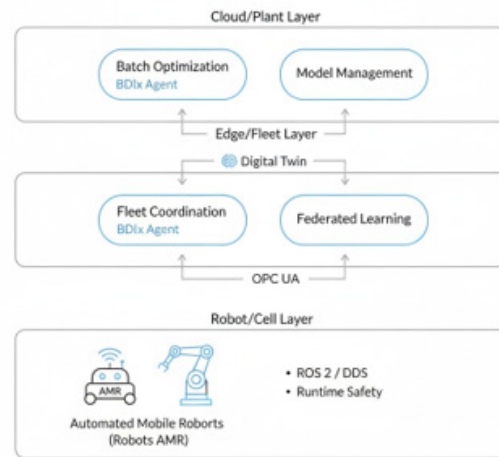 Cloud/Plant Layer
Batch Optimization
BDIx Agent
Model Management
Edge/Fleet Layer
Digital Twin
Fleet Coordination
BDIx Agent
Federated Learning
OPC UA
Robot/Cell Layer
AMR
• ROS 2 / DDS
• Runtime Safety
Automated Mobile Roborts
(Robots AMR)